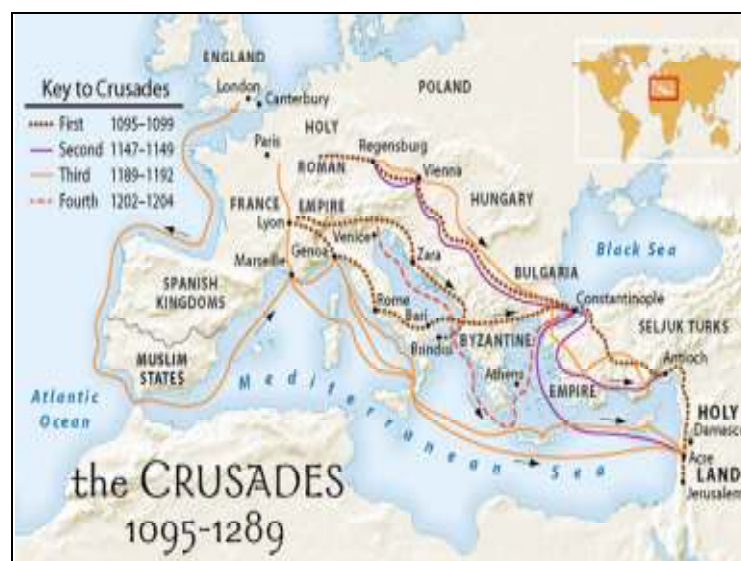 ENGLAND
London
Canterbury
POLAND
Key to Crusades
First 1095–1099
Second 1147–1149
Third 1189–1192
Fourth 1202–1204
Paris
HOLY
ROMAN
EMPIRE
Regensburg
Vienna
HUNGARY
FRANCE
Lyon
Venice
Genoa
Zara
Marseille
Black Sea
BULGARIA
Constantinople
SPANISH
KINGDOMS
Rome
Bari
Brindisi
BYZANTINE
EMPIRE
SELJUK TURKS
Antioch
MUSLIM
STATES
Athens
Atlantic
Ocean
Mediterranean Sea
HOLY
LAND
Damasc
Acre
Jerusalem
the CRUSADES
1095-1289